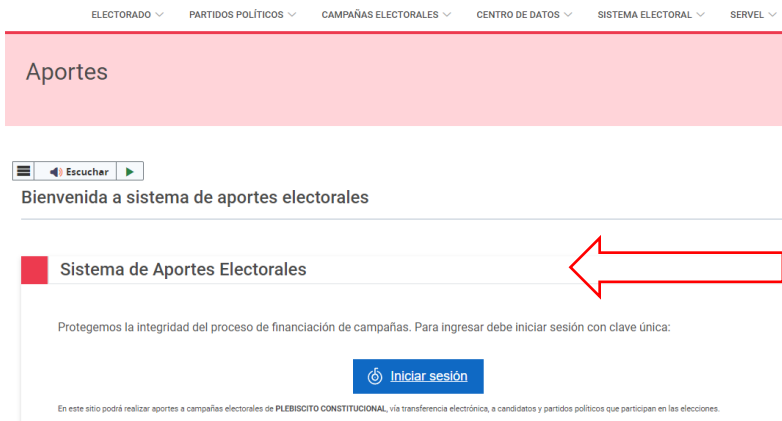 ELECTORADO PARTIDOS POLÍTICOS CAMPAÑAS ELECTORALES CENTRO DE DATOS SISTEMA ELECTORAL SERVEL
Aportes
Escuchar
Bienvenida a sistema de aportes electorales
Sistema de Aportes Electorales
Protegemos la integridad del proceso de financiación de campañas. Para ingresar debe iniciar sesión con clave única:
Iniciar sesión
En este sitio podrá realizar aportes a campañas electorales de PLEBISCITO CONSTITUCIONAL, vía transferencia electrónica, a candidatos y partidos políticos que participan en las elecciones.